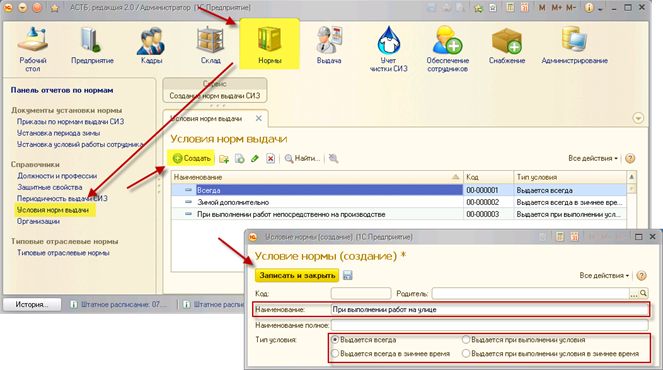 АСТБ, редакция 2.0 / Администратор (1С:Предприятие)
M M+ M-
Рабочий стол
Предприятие
Кадры
Склад
Нормы
Выдача
Учет чистки СИЗ
Обеспечение сотрудников
Снабжение
Администрирование
Панель отчетов по нормам
Документы установки нормы
Приказы по нормам выдачи СИЗ
Установка периода зимы
Установка условий работы сотрудника
Справочники
Должности и профессии
Защитные свойства
Периодичность выдачи СИЗ
Условия норм выдачи
Организации
Типовые отраслевые нормы
Типовые отраслевые нормы
Сервис
Создание норм выдачи СИЗ
Условия норм выдачи
Условия норм выдачи
Создать
Найти...
Все действия
Наименование Код Тип условия
Всегда 00-000001 Выдается всегда
Зимой дополнительно 00-000002 Выдается всегда в зимнее вре...
При выполнении работ непосредственно на производстве 00-000003 Выдается при выполнении усл...
История...
Штатное расписание: 07....
Условие нормы (создание) (1С:Предприятие)
M M+ M-
Условие нормы (создание) *
Записать и закрыть
Все действия
Код: Родитель: ...
Наименование: При выполнении работ на улице
Наименование полное:
Тип условия: Выдается всегда Выдается при выполнении условия
Выдается всегда в зимнее время Выдается при выполнении условия в зимнее время